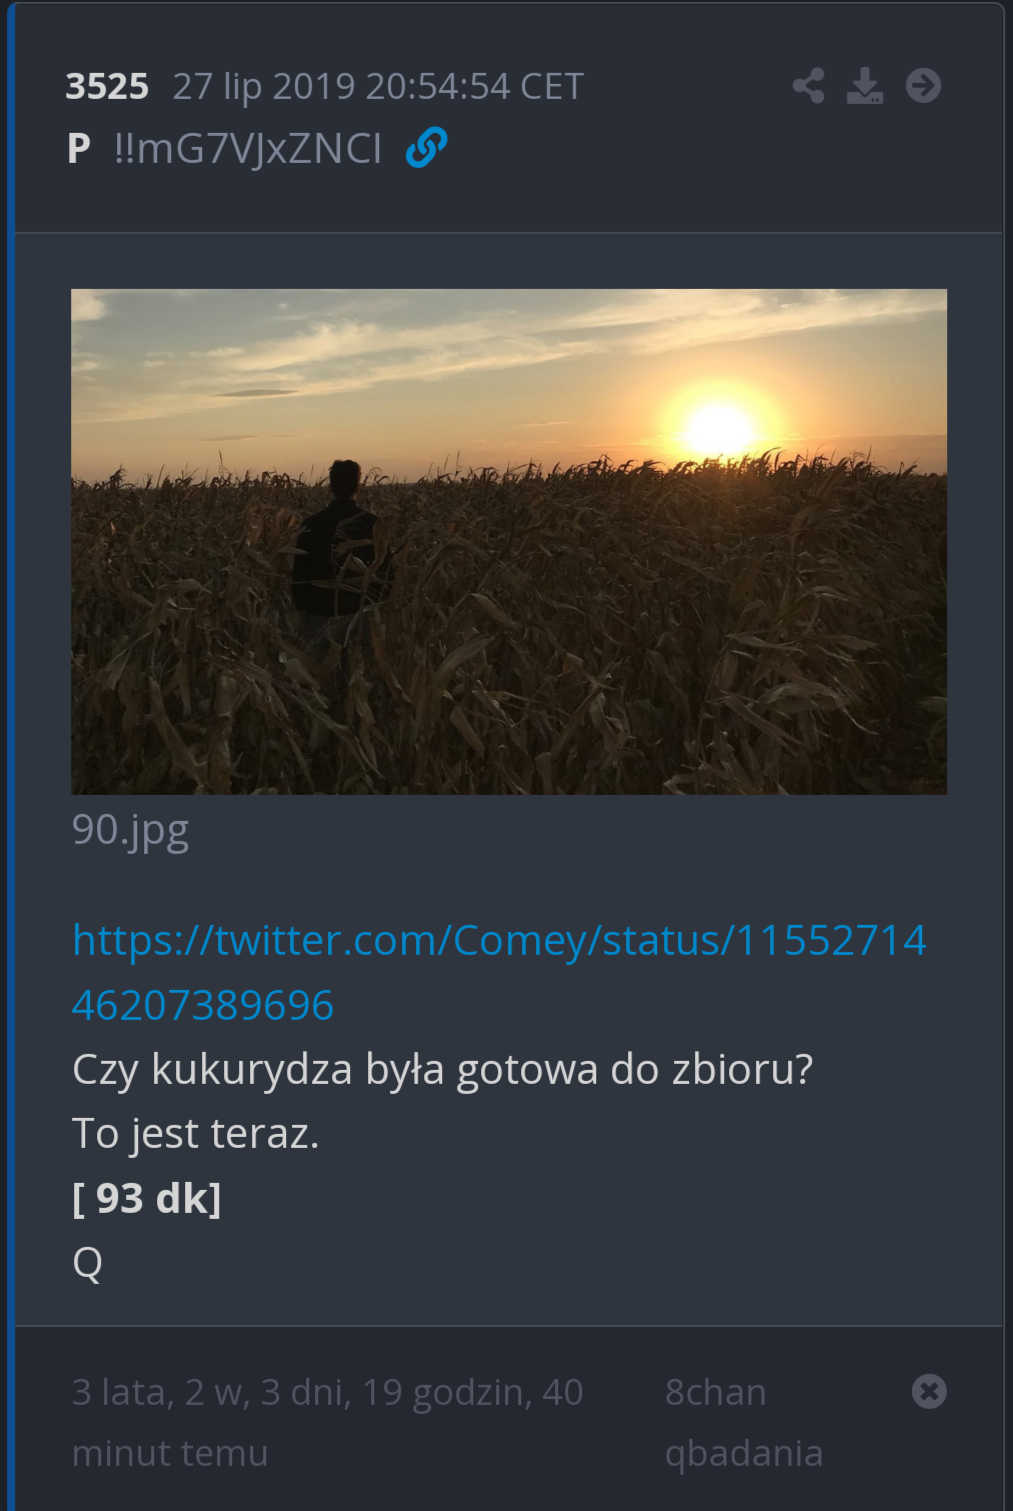 3525 27 lip 2019 20:54:54 CET
P !!mG7VJxZNCI
90.jpg
https://twitter.com/Comey/status/11552714
46207389696
Czy kukurydza była gotowa do zbioru?
To jest teraz.
[ 93 dk]
Q
3 lata, 2 w, 3 dni, 19 godzin, 40
minut temu
8chan
qbadania